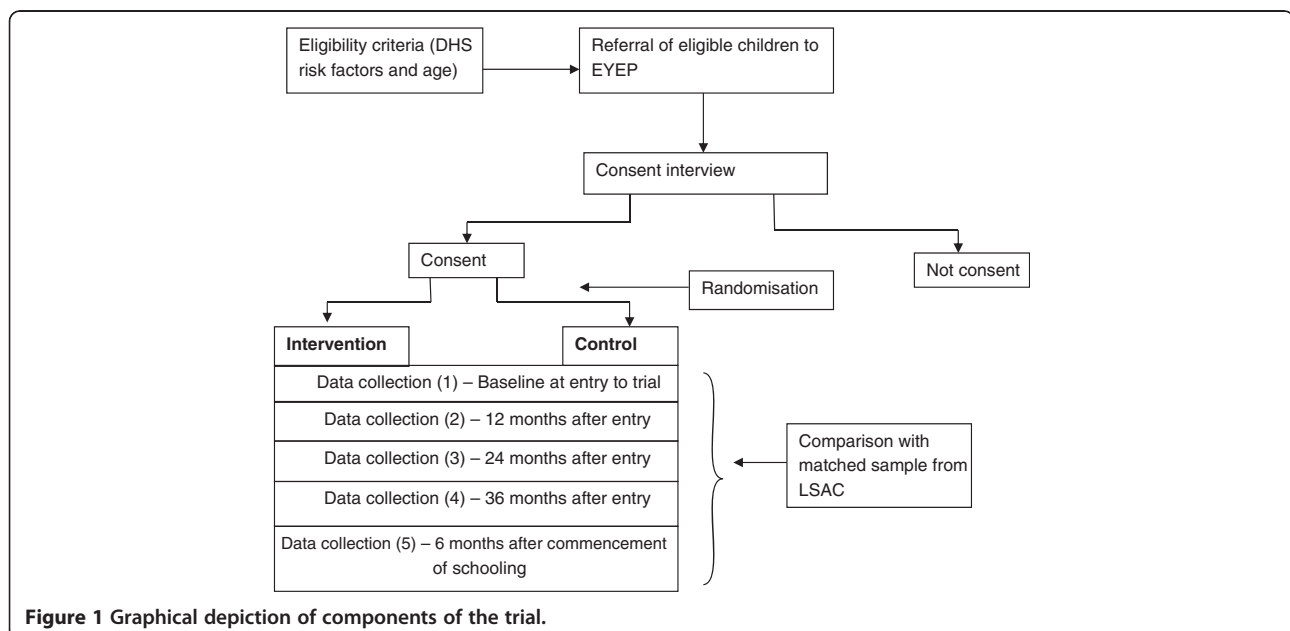 Eligibility criteria (DHS
risk factors and age)
Referral of eligible children to
EYEP
Consent interview
Consent
Not consent
Randomisation
Intervention
Control
Data collection (1) – Baseline at entry to trial
Data collection (2) – 12 months after entry
Data collection (3) – 24 months after entry
Data collection (4) – 36 months after entry
Data collection (5) – 6 months after commencement
of schooling
Comparison with
matched sample from
LSAC
Figure 1 Graphical depiction of components of the trial.